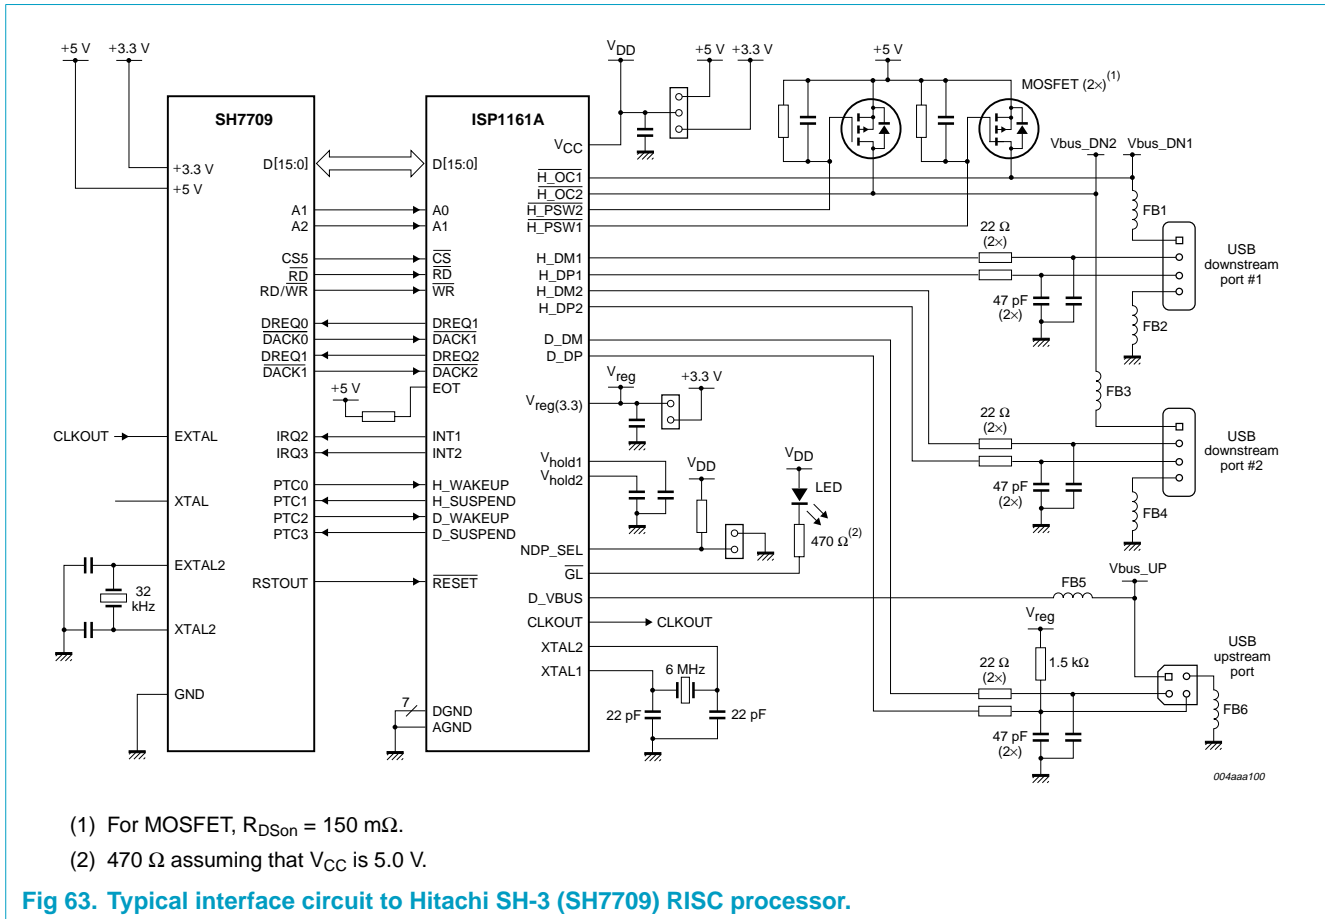 +5 V +3.3 V
SH7709
+3.3 V
+5 V
D[15:0]
A1
A2
CS5
RD
RD/WR
DREQ0
DACK0
DREQ1
DACK1
+5 V
CLKOUT
EXTAL
IRQ2
IRQ3
XTAL
PTC0
PTC1
PTC2
PTC3
EXTAL2
32
kHz
RSTOUT
XTAL2
GND
ISP1161A
D[15:0]
A0
A1
CS
RD
WR
DREQ1
DACK1
DREQ2
DACK2
EOT
INT1
INT2
H_WAKEUP
H_SUSPEND
D_WAKEUP
D_SUSPEND
RESET
7
DGND
AGND
VCC
H_OC1
H_OC2
H_PSW2
H_PSW1
H_DM1
H_DP1
H_DM2
H_DP2
D_DM
D_DP
Vreg(3.3)
Vhold1
Vhold2
NDP_SEL
GL
D_VBUS
CLKOUT
XTAL2
XTAL1
VDD
+5 V +3.3 V
+5 V
MOSFET (2×)(1)
Vbus_DN2 Vbus_DN1
FB1
22 Ω
(2×)
47 pF
(2×)
FB2
USB
downstream
port #1
Vreg
+3.3 V
FB3
VDD
VDD
LED
470 Ω(2)
22 Ω
(2×)
47 pF
(2×)
FB4
USB
downstream
port #2
CLKOUT
6 MHz
22 pF
22 pF
FB5
Vbus_UP
Vreg
1.5 kΩ
22 Ω
(2×)
47 pF
(2×)
USB
upstream
port
FB6
004aaa100
(1) For MOSFET, RDSon = 150 mΩ.
(2) 470 Ω assuming that VCC is 5.0 V.
Fig 63. Typical interface circuit to Hitachi SH-3 (SH7709) RISC processor.